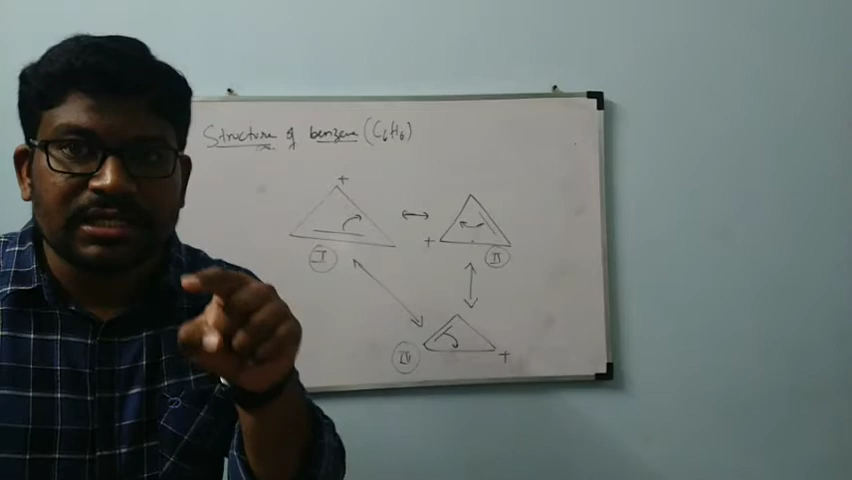 Structure of benzene (C₆H₆)
+
I
+
II
III
+